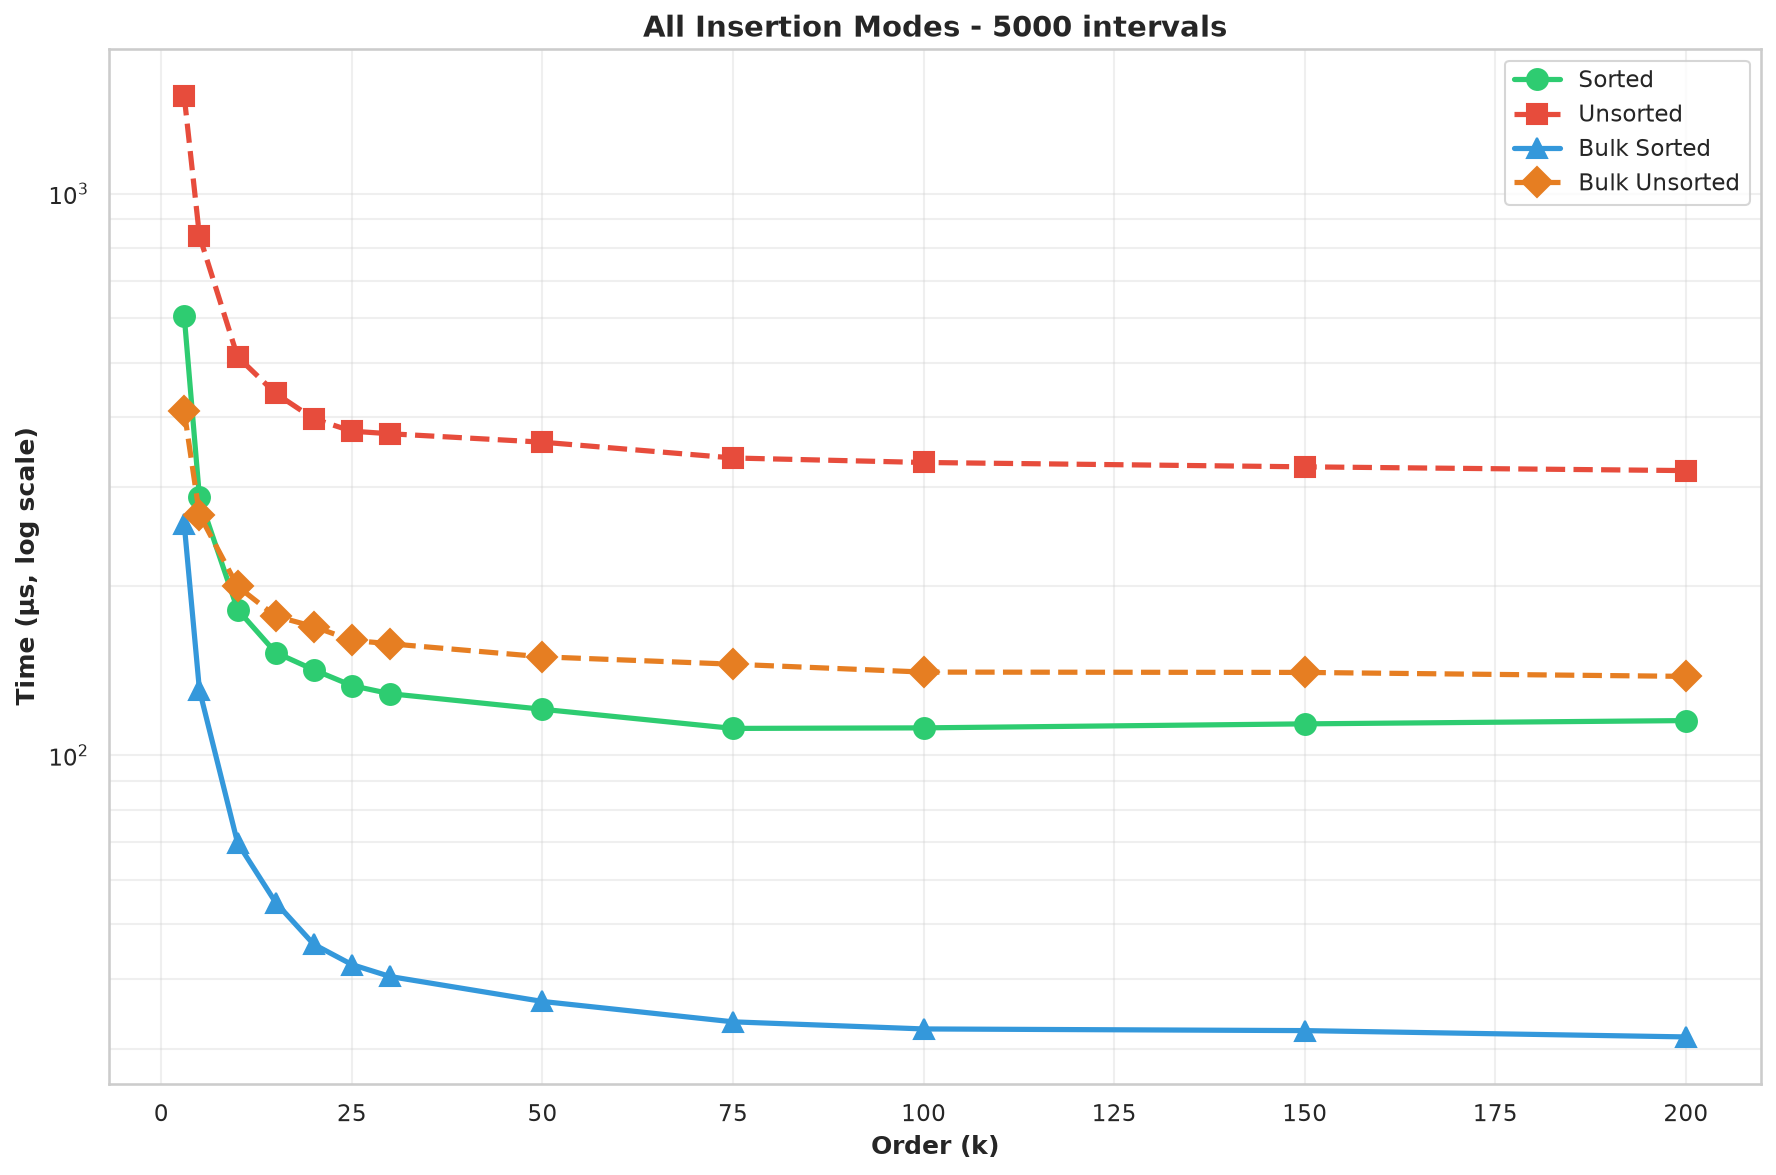 All Insertion Modes - 5000 intervals
Sorted
Unsorted
Bulk Sorted
Bulk Unsorted
Time (μs, log scale)
10³
10²
0 25 50 75 100 125 150 175 200
Order (k)